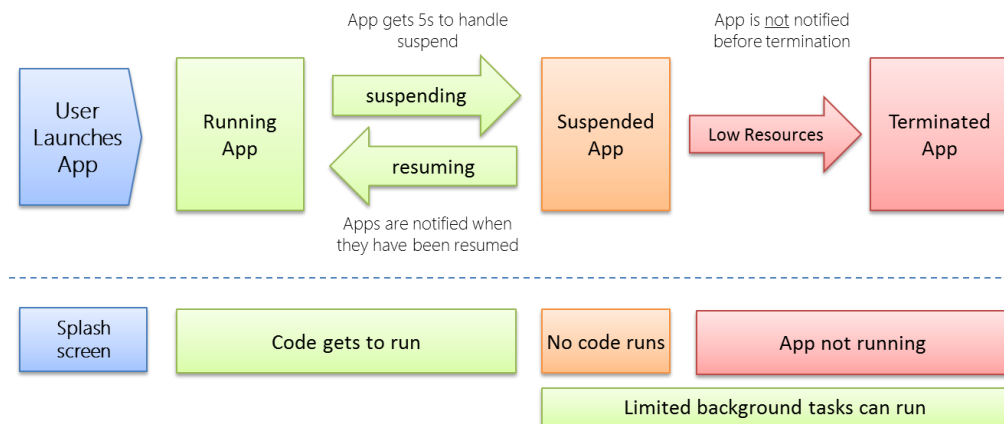 App gets 5s to handle
suspend
App is not notified
before termination
User
Launches
App
Running
App
suspending
resuming
Suspended
App
Low Resources
Terminated
App
Apps are notified when
they have been resumed
Splash
screen
Code gets to run
No code runs
App not running
Limited background tasks can run